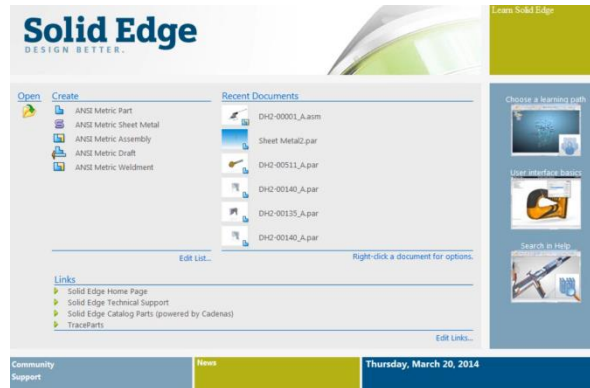 Solid Edge
DESIGN BETTER.
Learn Solid Edge
Open
Create
ANSI Metric Part
ANSI Metric Sheet Metal
ANSI Metric Assembly
ANSI Metric Draft
ANSI Metric Weldment
Edit List...
Recent Documents
DH2-00001_A.asm
Sheet Metal2.par
DH2-00511_A.par
DH2-00140_A.par
DH2-00135_A.par
DH2-00140_A.par
Right-click a document for options.
Links
Solid Edge Home Page
Solid Edge Technical Support
Solid Edge Catalog Parts (powered by Cadenas)
TraceParts
Edit Links...
Choose a learning path
User interface basics
Search in Help
Community
Support
News
Thursday, March 20, 2014